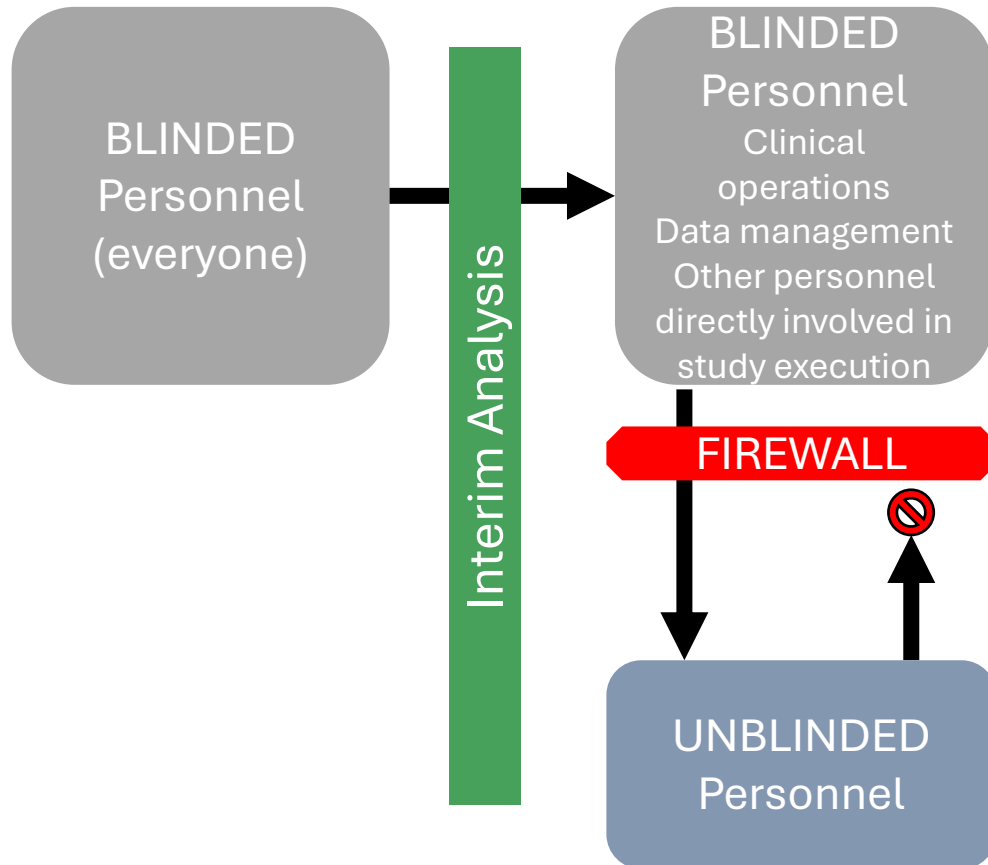 BLINDED
Personnel
(everyone)
Interim Analysis
BLINDED
Personnel
Clinical
operations
Data management
Other personnel
directly involved in
study execution
FIREWALL
UNBLINDED
Personnel